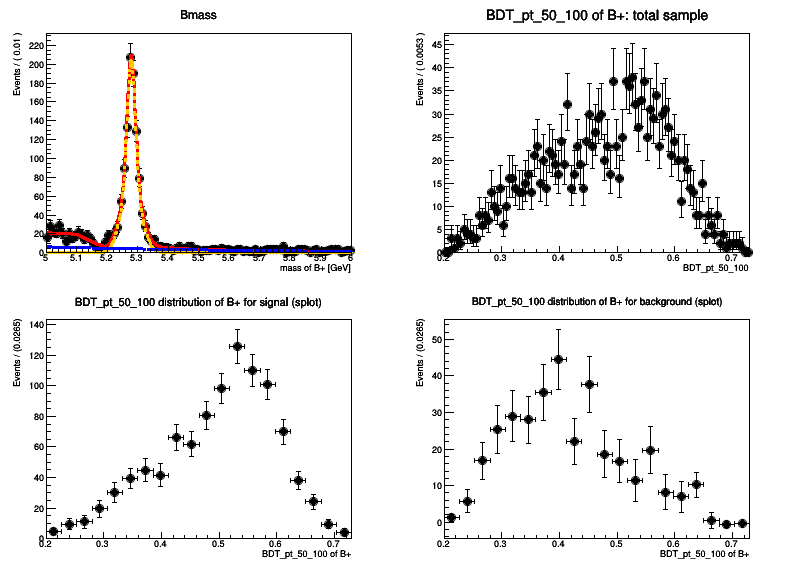 Bmass
Events / ( 0.01 )
220
200
180
160
140
120
100
80
60
40
20
0
5 5.1 5.2 5.3 5.4 5.5 5.6 5.7 5.8 5.9 6
mass of B+ [GeV]
BDT_pt_50_100 of B+: total sample
Events / ( 0.0053 )
45
40
35
30
25
20
15
10
5
0
0.2 0.3 0.4 0.5 0.6 0.7
BDT_pt_50_100
BDT_pt_50_100 distribution of B+ for signal (splot)
Events / (0.0265)
140
120
100
80
60
40
20
0
0.2 0.3 0.4 0.5 0.6 0.7
BDT_pt_50_100 of B+
BDT_pt_50_100 distribution of B+ for background (splot)
Events / (0.0265)
50
40
30
20
10
0
0.2 0.3 0.4 0.5 0.6 0.7
BDT_pt_50_100 of B+